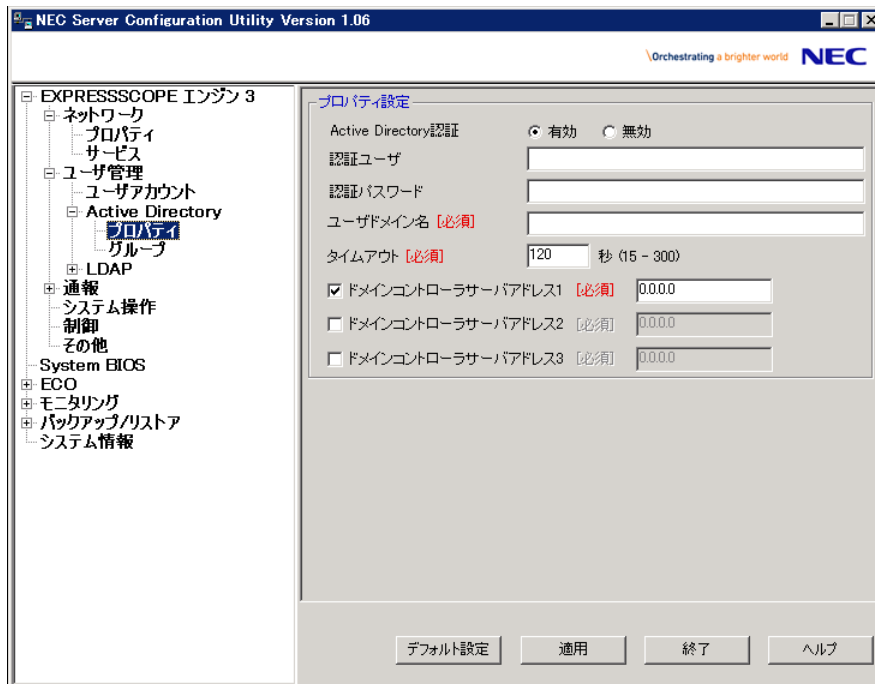 NEC Server Configuration Utility Version 1.06
\Orchestrating a brighter world NEC
EXPRESSSCOPE エンジン 3
ネットワーク
プロパティ
サービス
ユーザ管理
ユーザアカウント
Active Directory
プロパティ
グループ
LDAP
通報
システム操作
制御
その他
System BIOS
ECO
モニタリング
バックアップ/リストア
システム情報
プロパティ設定
Active Directory認証 有効 無効
認証ユーザ
認証パスワード
ユーザドメイン名 [必須]
タイムアウト [必須] 120 秒 (15 - 300)
ドメインコントローラサーバアドレス1 [必須] 0.0.0.0
ドメインコントローラサーバアドレス2 [必須] 0.0.0.0
ドメインコントローラサーバアドレス3 [必須] 0.0.0.0
デフォルト設定 適用 終了 ヘルプ